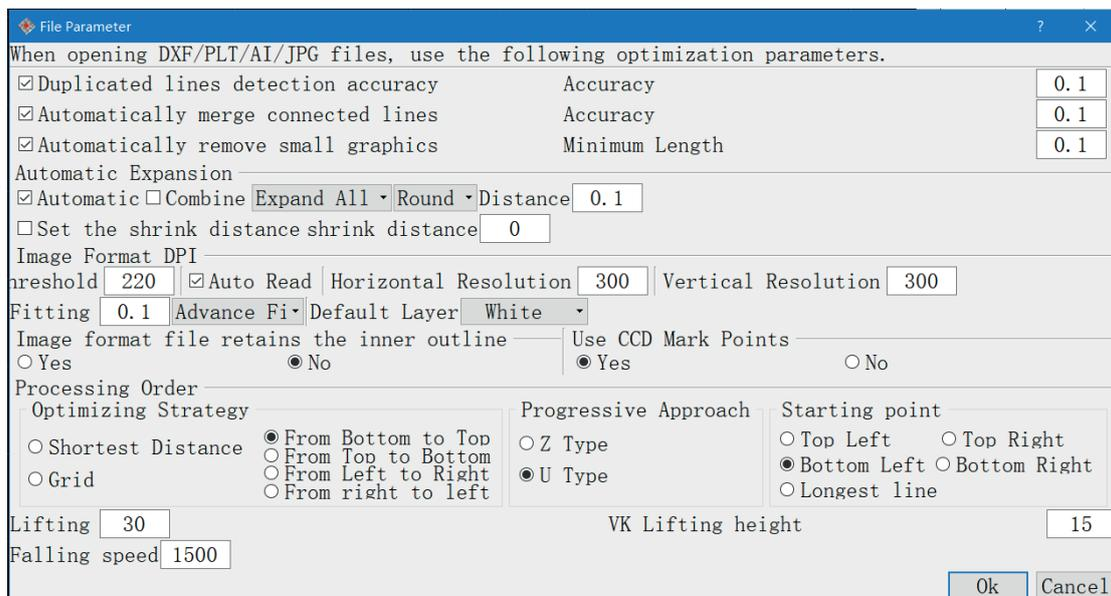 File Parameter ?
When opening DXF/PLT/AI/JPG files, use the following optimization parameters.
Duplicated lines detection accuracy Accuracy 0.1
Automatically merge connected lines Accuracy 0.1
Automatically remove small graphics Minimum Length 0.1
Automatic Expansion
Automatic Combine Expand All Round Distance 0.1
Set the shrink distance shrink distance 0
Image Format DPI
hreshold 220 Auto Read Horizontal Resolution 300 Vertical Resolution 300
Fitting 0.1 Advance Fi Default Layer White
Image format file retains the inner outline Use CCD Mark Points
Yes No Yes No
Processing Order
Optimizing Strategy Progressive Approach Starting point
Shortest Distance
Grid
From Bottom to Top
From Top to Bottom
From Left to Right
From right to left
Z Type
U Type
Top Left Top Right
Bottom Left Bottom Right
Longest line
Lifting 30 VK Lifting height 15
Falling speed 1500
Ok Cancel